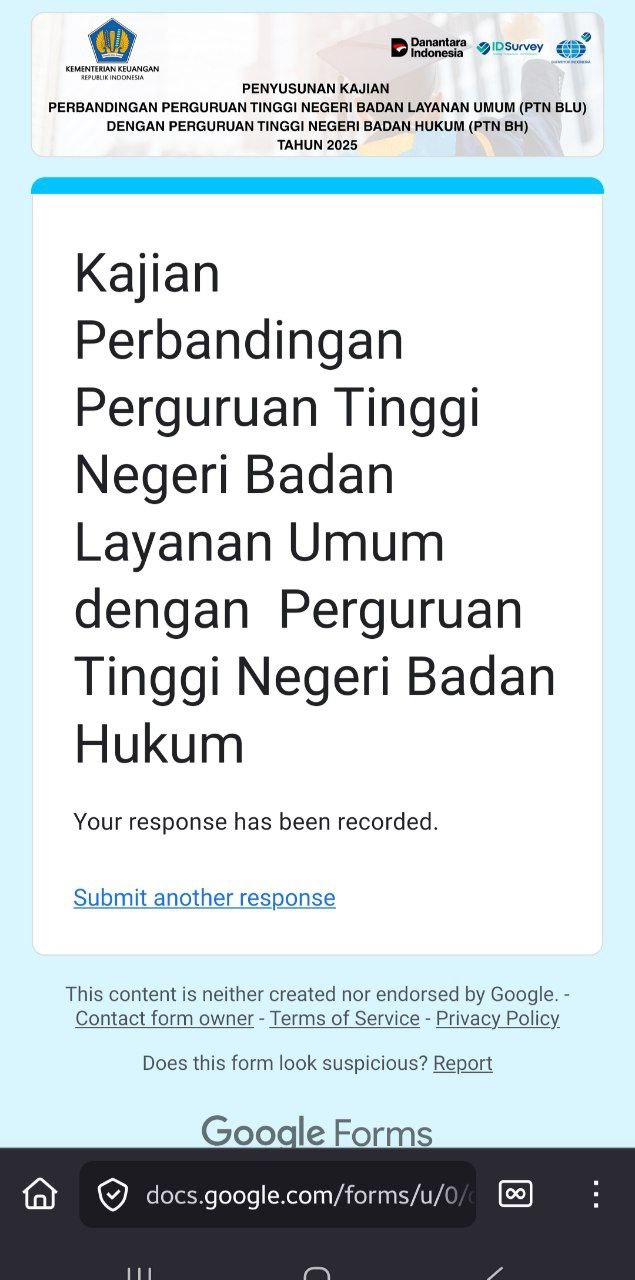 KEMENTERIAN KEUANGAN
REPUBLIK INDONESIA
Danantara
Indonesia
IDSurvey
PENYUSUNAN KAJIAN
PERBANDINGAN PERGURUAN TINGGI NEGERI BADAN LAYANAN UMUM (PTN BLU)
DENGAN PERGURUAN TINGGI NEGERI BADAN HUKUM (PTN BH)
TAHUN 2025
Kajian
Perbandingan
Perguruan Tinggi
Negeri Badan
Layanan Umum
dengan  Perguruan
Tinggi Negeri Badan
Hukum
Your response has been recorded.
Submit another response
This content is neither created nor endorsed by Google. -
Contact form owner - Terms of Service - Privacy Policy
Does this form look suspicious? Report
Google Forms
docs.google.com/forms/u/0/